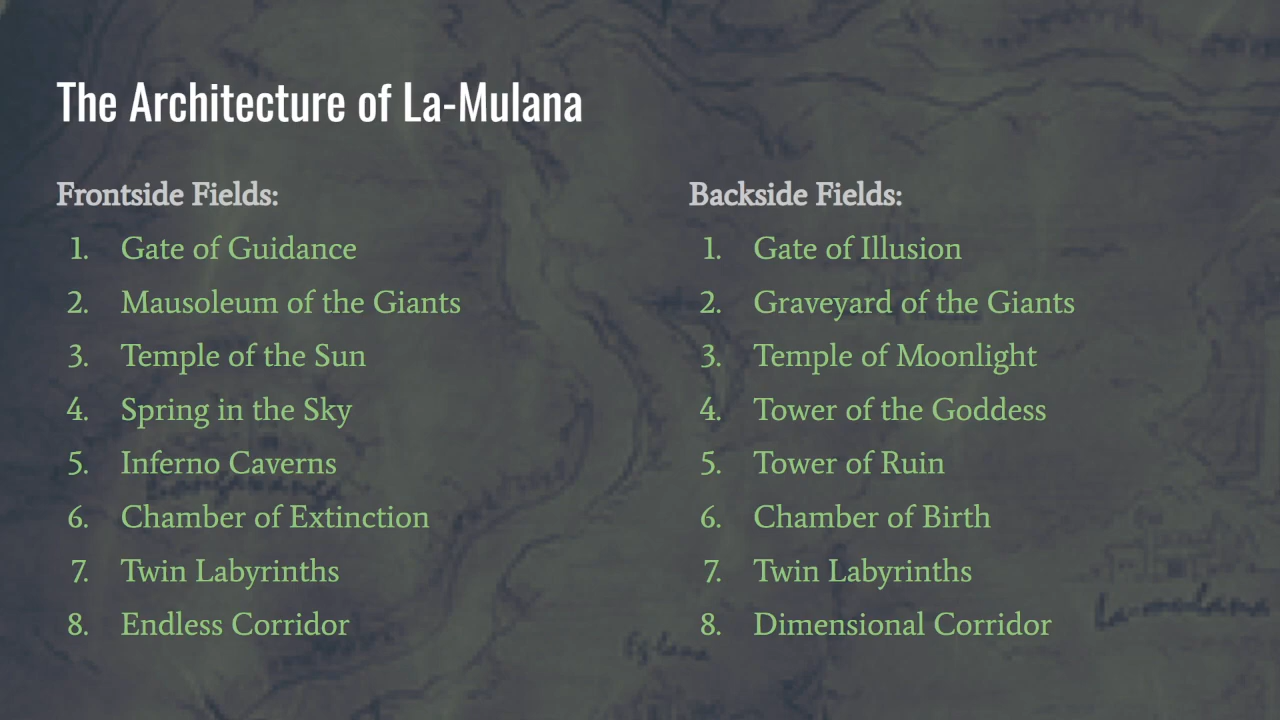 The Architecture of La-Mulana
Frontside Fields:
1. Gate of Guidance
2. Mausoleum of the Giants
3. Temple of the Sun
4. Spring in the Sky
5. Inferno Caverns
6. Chamber of Extinction
7. Twin Labyrinths
8. Endless Corridor
Backside Fields:
1. Gate of Illusion
2. Graveyard of the Giants
3. Temple of Moonlight
4. Tower of the Goddess
5. Tower of Ruin
6. Chamber of Birth
7. Twin Labyrinths
8. Dimensional Corridor
La-mulana